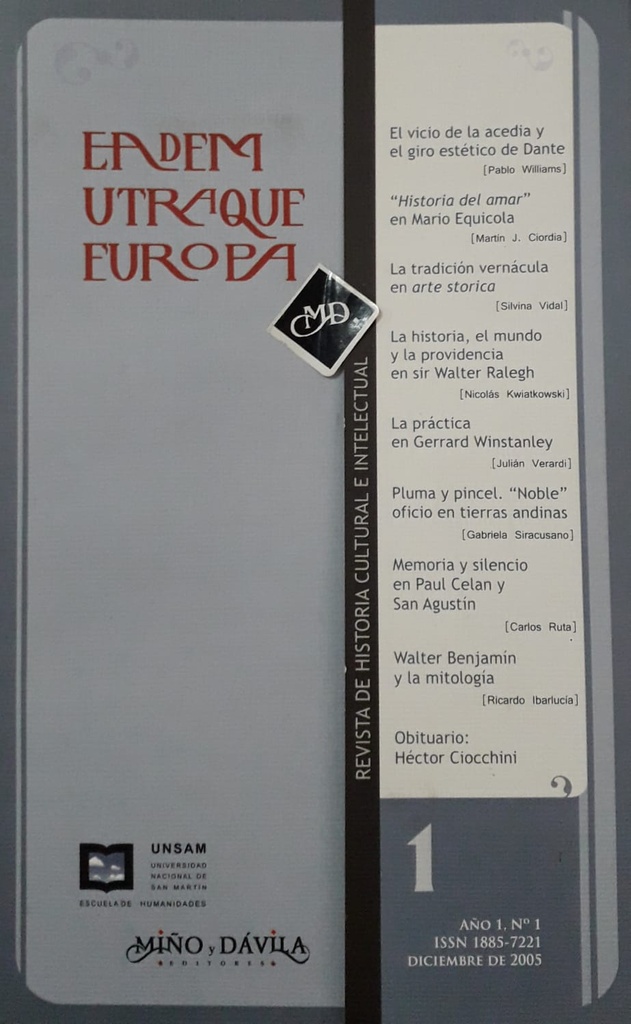 EADEM
UTRAQUE
EUROPA
MD
REVISTA DE HISTORIA CULTURAL E INTELECTUAL
El vicio de la acedia y
el giro estético de Dante
[Pablo Williams]
“Historia del amar”
en Mario Equicola
[Martín J. Ciordia]
La tradición vernácula
en arte storica
[Silvina Vidal]
La historia, el mundo
y la providencia
en sir Walter Ralegh
[Nicolás Kwiatkowski]
La práctica
en Gerrard Winstanley
[Julián Verardi]
Pluma y pincel. “Noble”
oficio en tierras andinas
[Gabriela Siracusano]
Memoria y silencio
en Paul Celan y
San Agustín
[Carlos Ruta]
Walter Benjamín
y la mitología
[Ricardo Ibarlucía]
Obituario:
Héctor Ciocchini
1
AÑO 1, Nº 1
ISSN 1885-7221
DICIEMBRE DE 2005
UNSAM
UNIVERSIDAD
NACIONAL DE
SAN MARTÍN
ESCUELA DE HUMANIDADES
MIÑO y DÁVILA
EDITORES